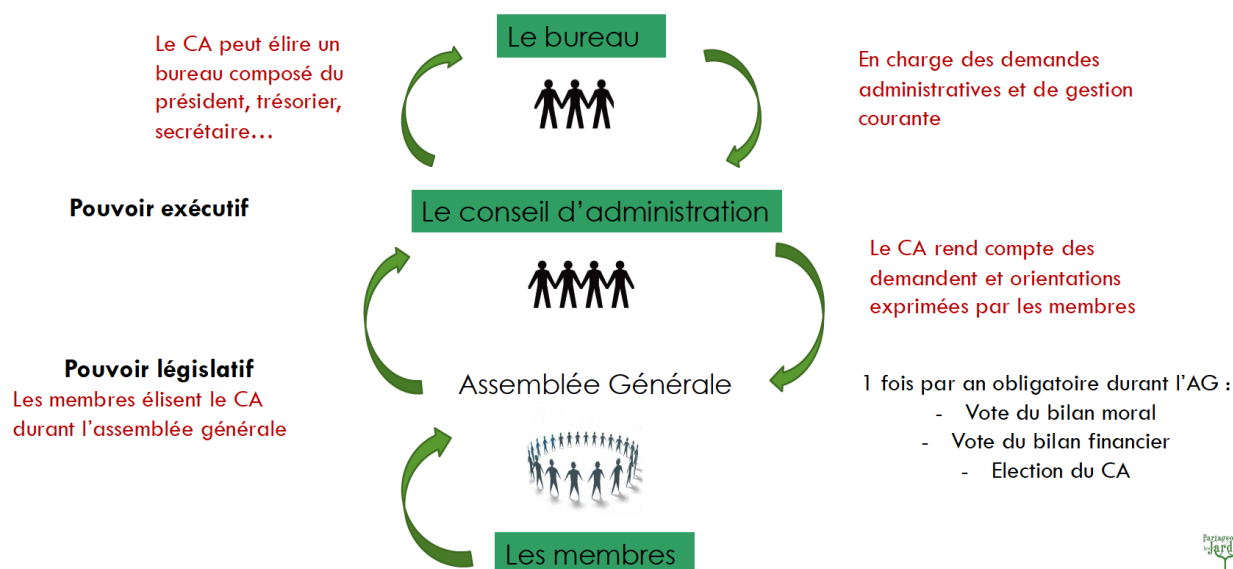 Le bureau
Le CA peut élire un
bureau composé du
président, trésorier,
secrétaire…
En charge des demandes
administratives et de gestion
courante
Pouvoir exécutif
Le conseil d'administration
Le CA rend compte des
demandent et orientations
exprimées par les membres
Pouvoir législatif
Les membres élisent le CA
durant l'assemblée générale
Assemblée Générale
1 fois par an obligatoire durant l'AG :
- Vote du bilan moral
- Vote du bilan financier
- Election du CA
Les membres